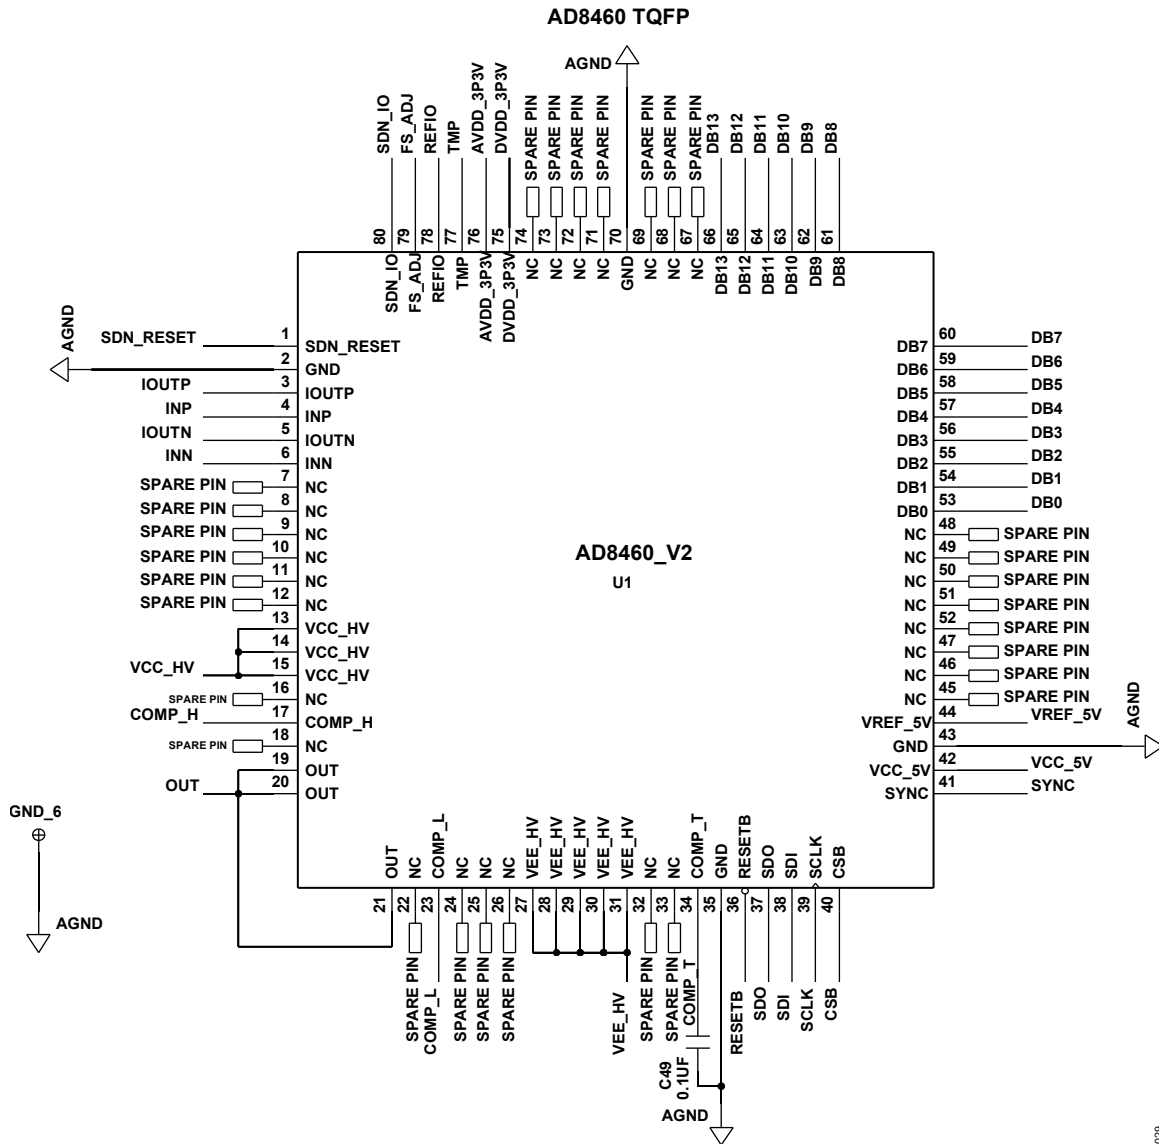 AD8460 TQFP
AGND
SDN_IO
FS_ADJ
REFIO
TMP
AVDD_3P3V
DVDD_3P3V
SPARE PIN
SPARE PIN
SPARE PIN
SPARE PIN
SPARE PIN
SPARE PIN
SPARE PIN
DB13
DB12
DB11
DB10
DB9
DB8
80
79
78
77
76
75
74
73
72
71
70
69
68
67
66
65
64
63
62
61
SDN_IO
FS_ADJ
REFIO
TMP
AVDD_3P3V
DVDD_3P3V
NC
NC
NC
NC
GND
NC
NC
NC
DB13
DB12
DB11
DB10
DB9
DB8
AGND
SDN_RESET 1 SDN_RESET
2 GND
IOUTP 3 IOUTP
INP 4 INP
IOUTN 5 IOUTN
INN 6 INN
SPARE PIN 7 NC
SPARE PIN 8 NC
SPARE PIN 9 NC
SPARE PIN 10 NC
SPARE PIN 11 NC
SPARE PIN 12 NC
13 VCC_HV
14 VCC_HV
VCC_HV 15 VCC_HV
SPARE PIN 16 NC
COMP_H 17 COMP_H
SPARE PIN 18 NC
19 OUT
OUT 20 OUT
AD8460_V2
U1
DB7 60 DB7
DB6 59 DB6
DB5 58 DB5
DB4 57 DB4
DB3 56 DB3
DB2 55 DB2
DB1 54 DB1
DB0 53 DB0
NC 48 SPARE PIN
NC 49 SPARE PIN
NC 50 SPARE PIN
NC 51 SPARE PIN
NC 52 SPARE PIN
NC 47 SPARE PIN
NC 46 SPARE PIN
NC 45 SPARE PIN
VREF_5V 44 VREF_5V
GND 43
VCC_5V 42 VCC_5V
SYNC 41 SYNC
AGND
GND_6
AGND
OUT
NC
COMP_L
NC
NC
NC
VEE_HV
VEE_HV
VEE_HV
VEE_HV
VEE_HV
NC
NC
COMP_T
GND
RESETB
SDO
SDI
SCLK
CSB
21
22
23
24
25
26
27
28
29
30
31
32
33
34
35
36
37
38
39
40
SPARE PIN
COMP_L
SPARE PIN
SPARE PIN
SPARE PIN
VEE_HV
SPARE PIN
SPARE PIN
COMP_T
RESETB
SDO
SDI
SCLK
CSB
C49
0.1UF
AGND
029